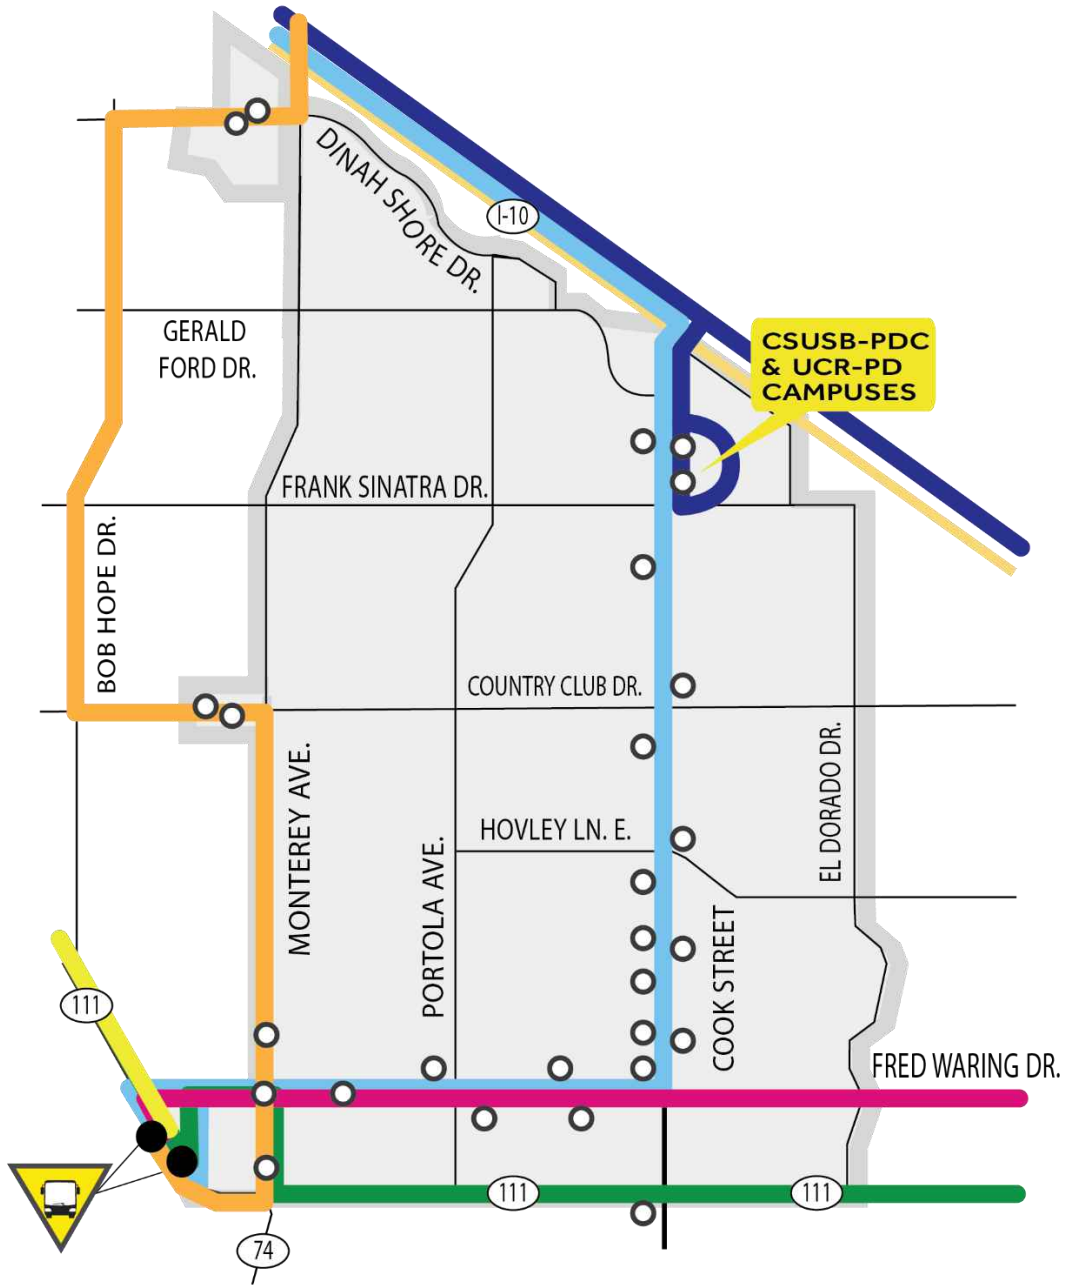 DINAH SHORE DR.
I-10
GERALD
FORD DR.
CSUSB-PDC
& UCR-PD
CAMPUSES
FRANK SINATRA DR.
BOB HOPE DR.
COUNTRY CLUB DR.
MONTEREY AVE.
EL DORADO DR.
HOVLEY LN. E.
PORTOLA AVE.
COOK STREET
111
FRED WARING DR.
111
111
74